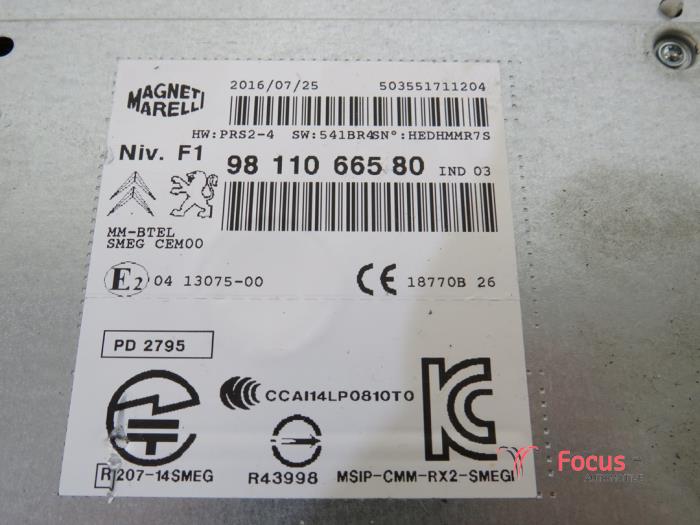 MAGNETI MARELLI
2016/07/25 503551711204
HW:PRS2-4 SW:541BR4SN°:HEDHMMR7S
Niv. F1 98 110 665 80 IND 03
MM-BTEL
SMEG CEM00
E2 04 13075-00 CE 18770B 26
PD 2795
CCAI14LP0810T0
R 207-14SMEG R43998 MSIP-CMM-RX2-SMEGI
Focus
AUTOMOBILE